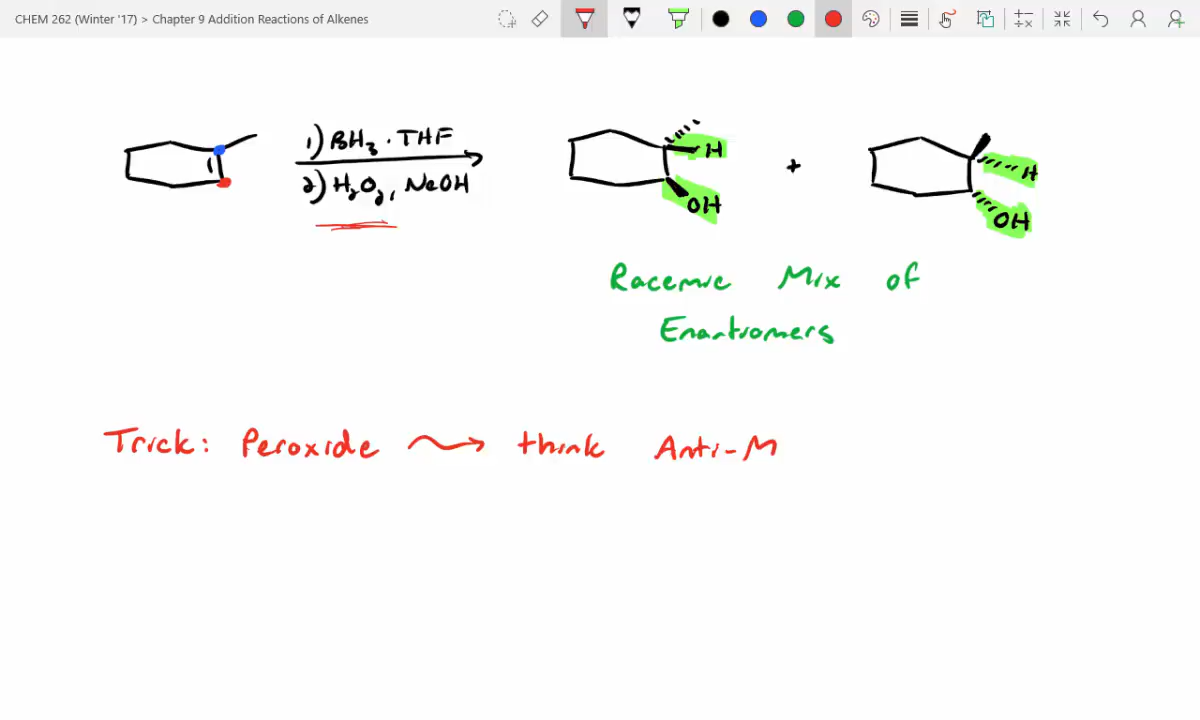 CHEM 262 (Winter '17) > Chapter 9 Addition Reactions of Alkenes
1) BH₃ · THF
2) H₂O₂, NaOH
H
OH
+
H
OH
Racemic Mix of
Enantiomers
Trick: Peroxide ⟿ think Anti-M